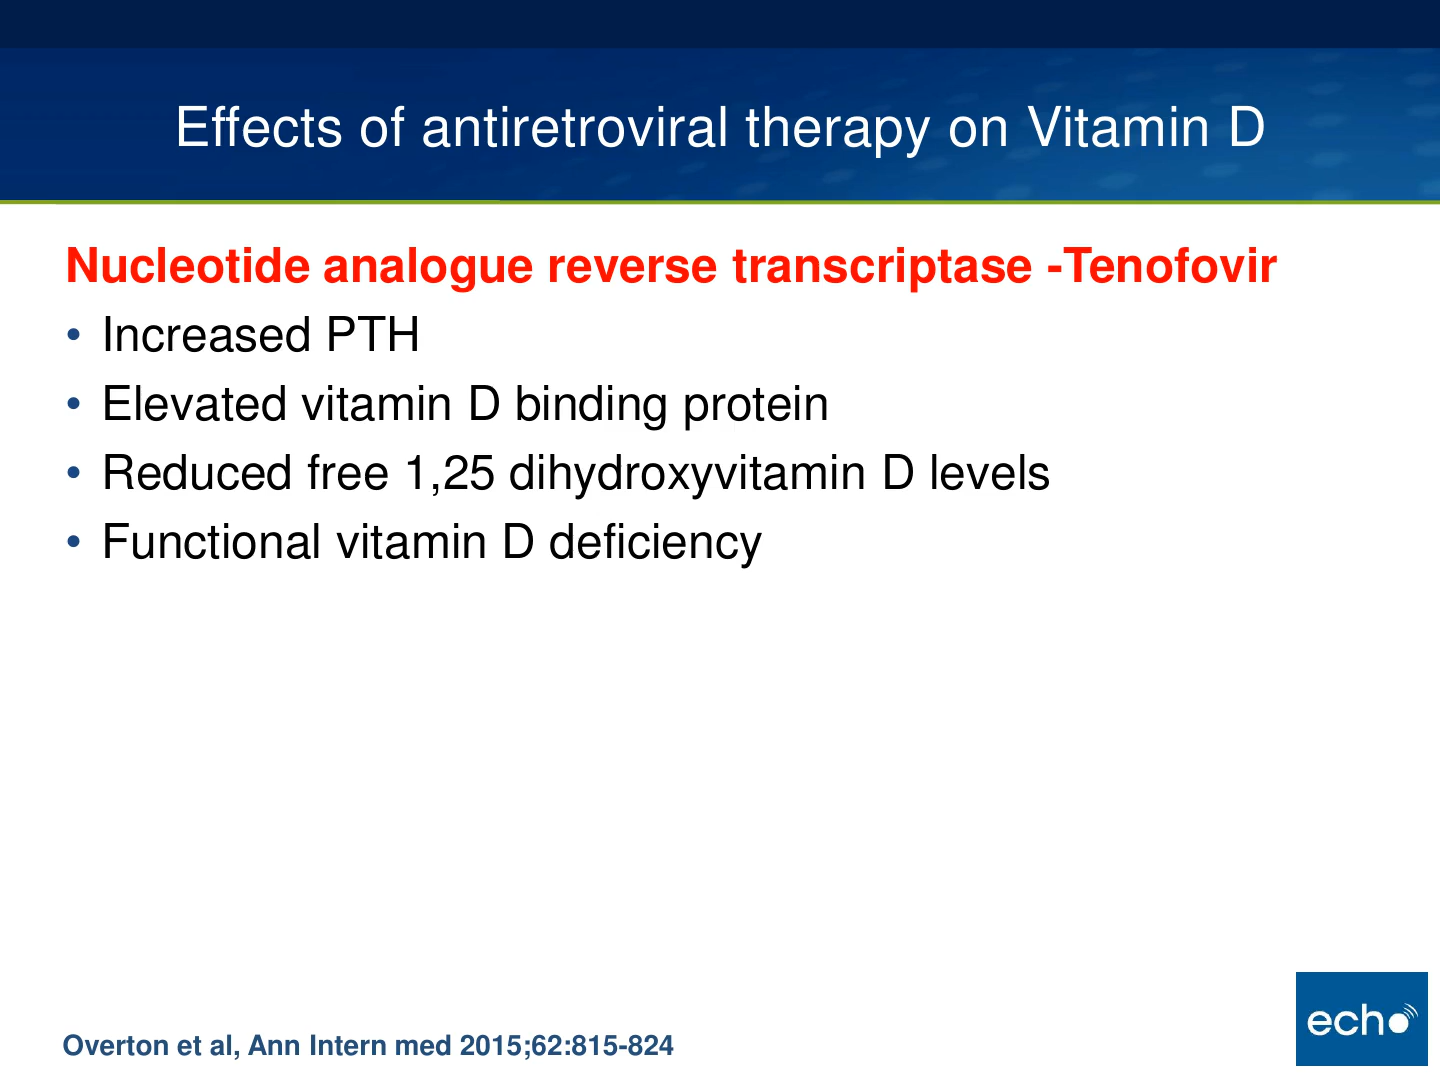 Effects of antiretroviral therapy on Vitamin D
Nucleotide analogue reverse transcriptase -Tenofovir
• Increased PTH
• Elevated vitamin D binding protein
• Reduced free 1,25 dihydroxyvitamin D levels
• Functional vitamin D deficiency
echo
Overton et al, Ann Intern med 2015;62:815-824